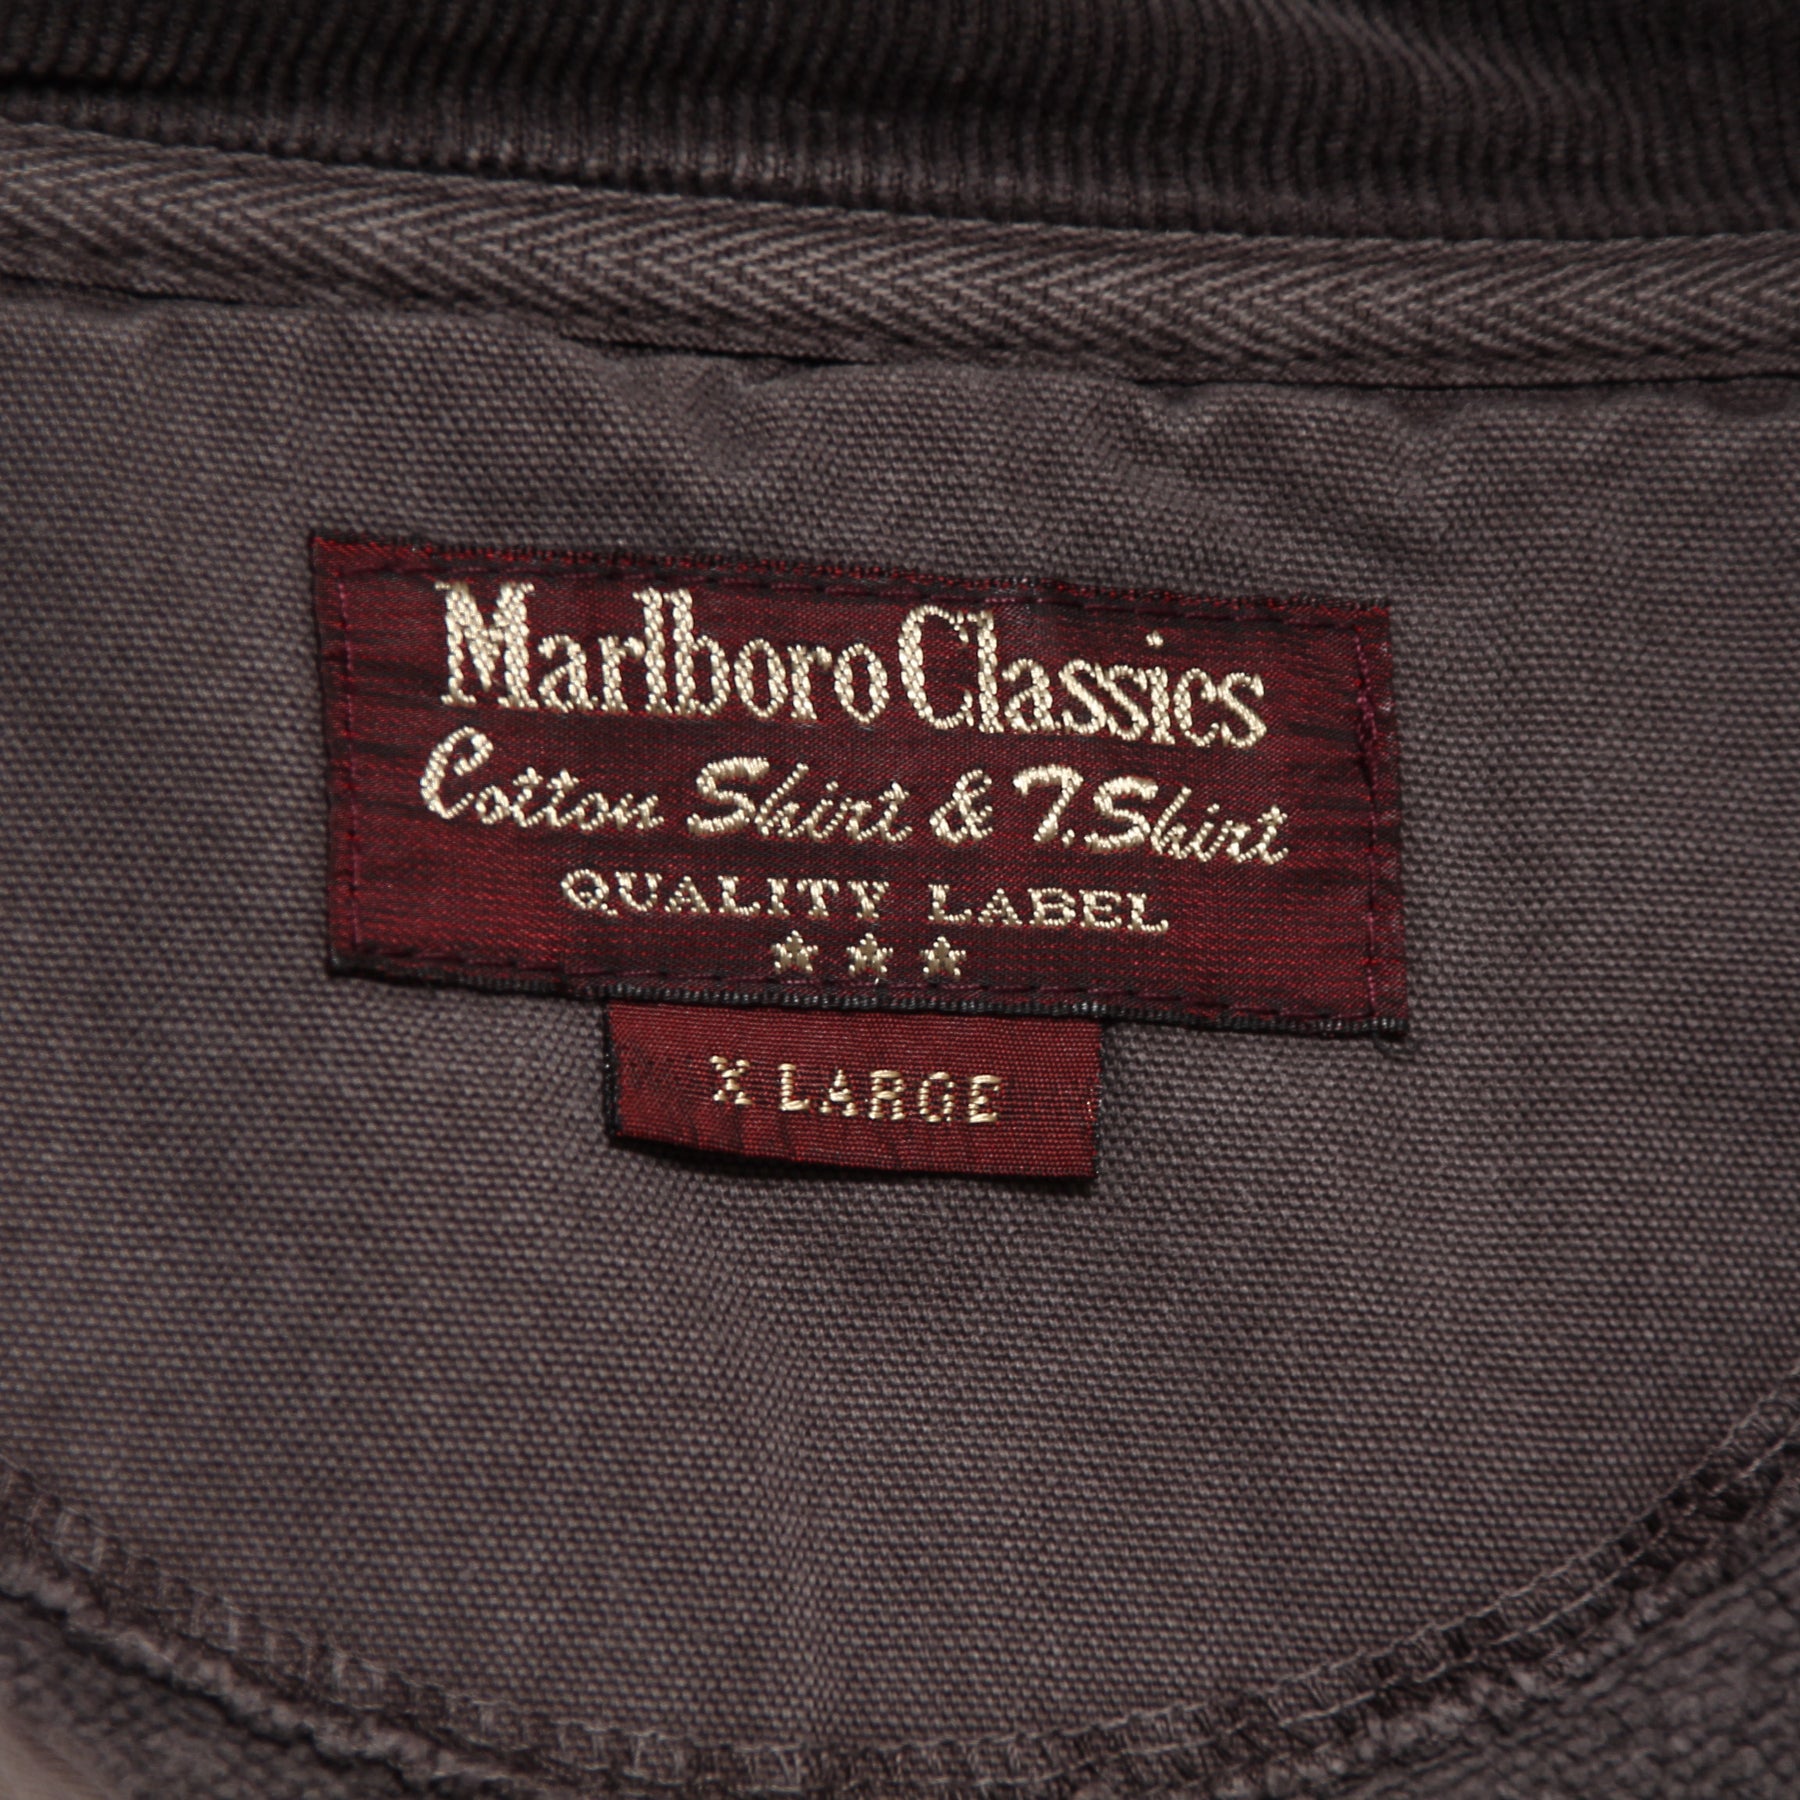 Marlboro Classics
Cotton Shirt & T.Shirt
QUALITY LABEL
X LARGE